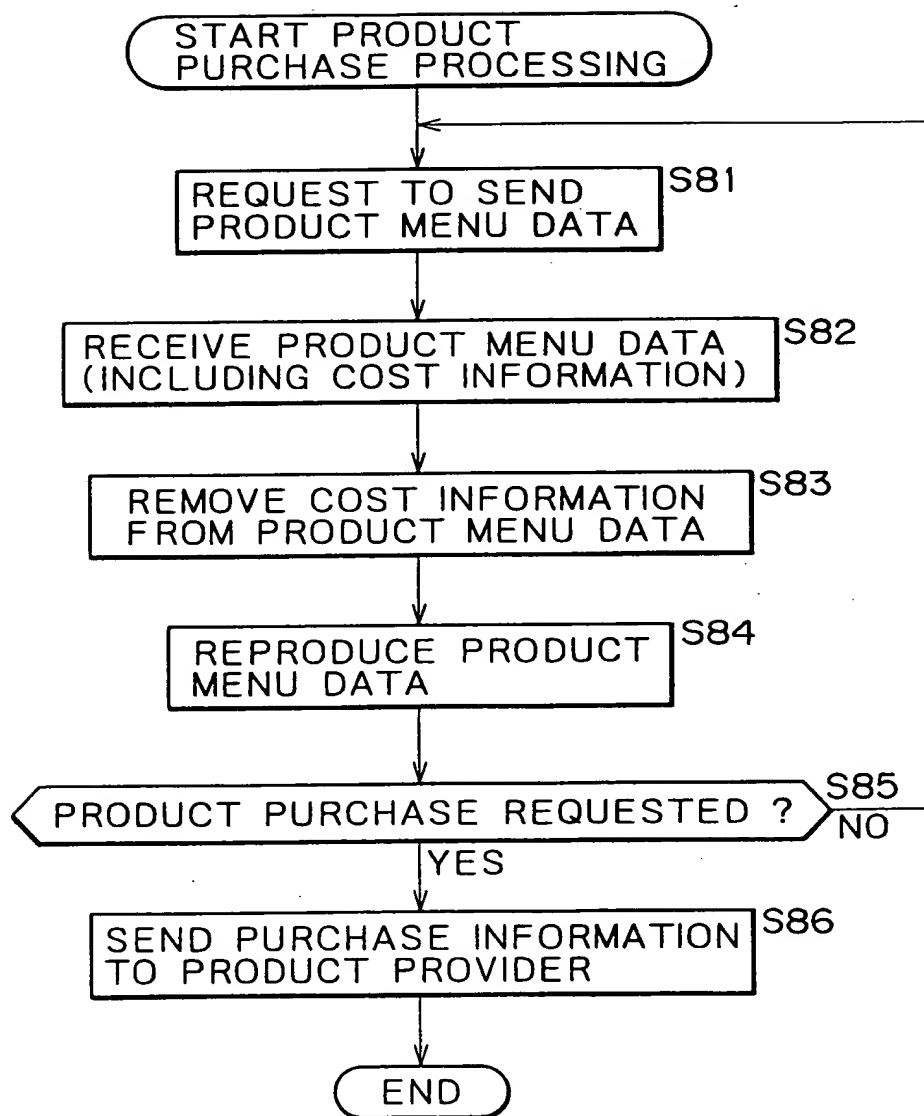 START PRODUCT
PURCHASE PROCESSING
REQUEST TO SEND
PRODUCT MENU DATA
S81
RECEIVE PRODUCT MENU DATA
(INCLUDING COST INFORMATION)
S82
REMOVE COST INFORMATION
FROM PRODUCT MENU DATA
S83
REPRODUCE PRODUCT
MENU DATA
S84
PRODUCT PURCHASE REQUESTED ?
S85
NO
YES
SEND PURCHASE INFORMATION
TO PRODUCT PROVIDER
S86
END